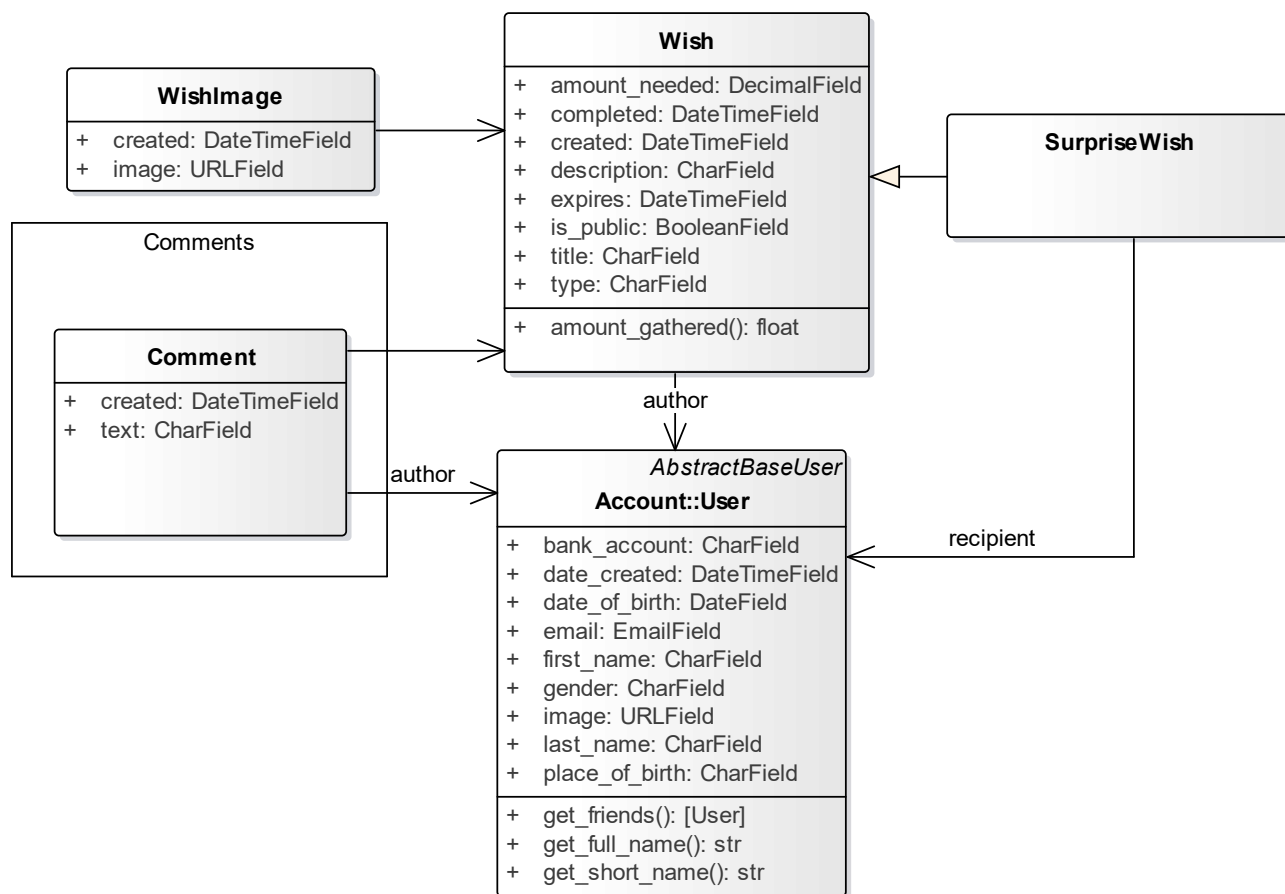 WishImage
+ created: DateTimeField
+ image: URLField
Wish
+ amount_needed: DecimalField
+ completed: DateTimeField
+ created: DateTimeField
+ description: CharField
+ expires: DateTimeField
+ is_public: BooleanField
+ title: CharField
+ type: CharField
+ amount_gathered(): float
SurpriseWish
Comments
Comment
+ created: DateTimeField
+ text: CharField
author
author
recipient
AbstractBaseUser
Account::User
+ bank_account: CharField
+ date_created: DateTimeField
+ date_of_birth: DateField
+ email: EmailField
+ first_name: CharField
+ gender: CharField
+ image: URLField
+ last_name: CharField
+ place_of_birth: CharField
+ get_friends(): [User]
+ get_full_name(): str
+ get_short_name(): str